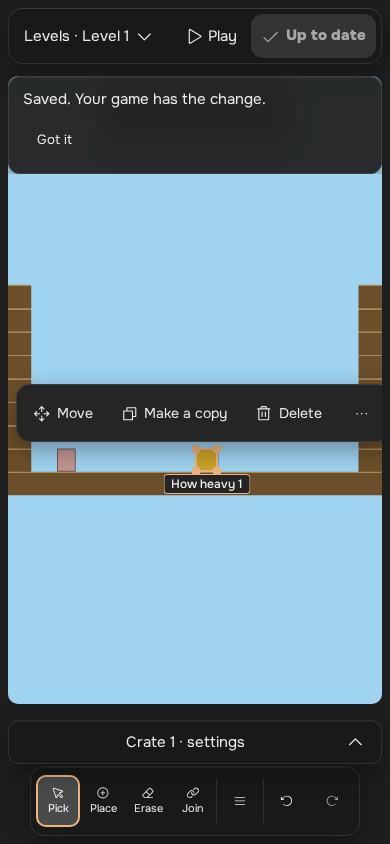 Levels · Level 1
Play
Up to date
Saved. Your game has the change.
Got it
Move
Make a copy
Delete
...
How heavy 1
Crate 1 · settings
Pick
Place
Erase
Join